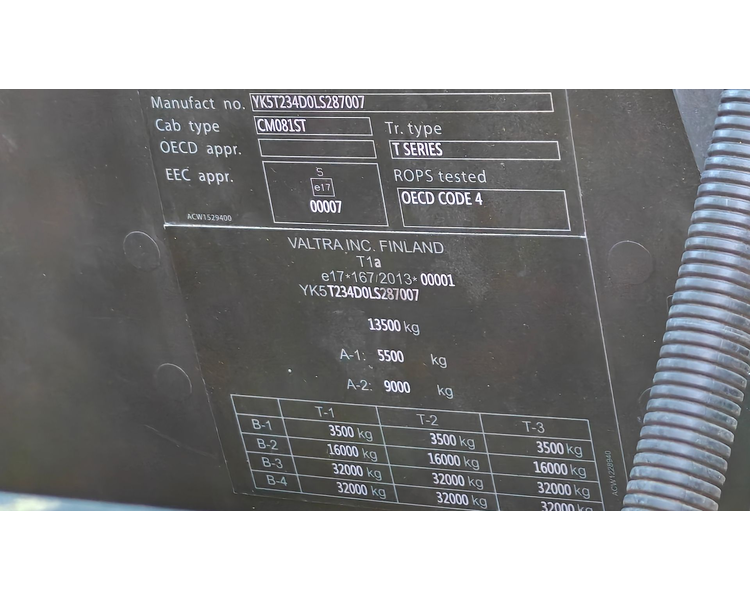 Manufact no. YK5T234D0LS287007
Cab type CM081ST Tr. type
OECD appr. T SERIES
EEC appr. S ROPS tested
e17 OECD CODE 4
00007
ACW1529400
VALTRA INC. FINLAND
T1a
e17*167/2013*00001
YK5T234D0LS287007
13500 kg
A-1: 5500 kg
A-2: 9000 kg
T-1 T-2 T-3
B-1 3500 kg 3500 kg 3500 kg
B-2 16000 kg 16000 kg 16000 kg
B-3 32000 kg 32000 kg 32000 kg
B-4 32000 kg 32000 kg 32000 kg
ACW1228940